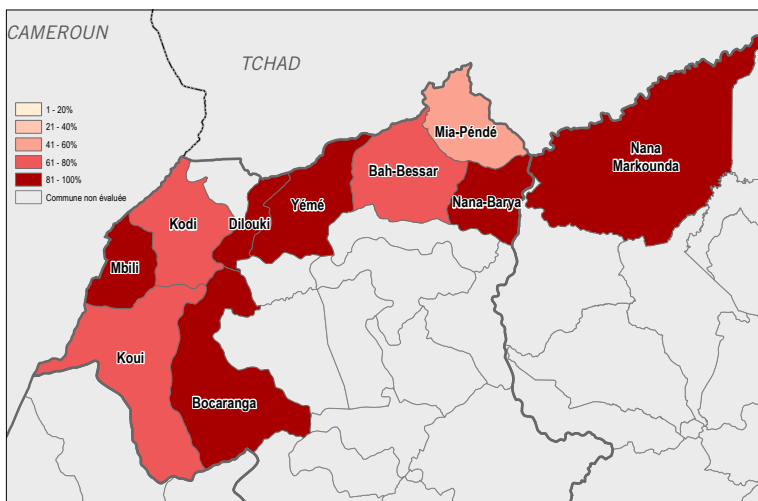 CAMEROUN
TCHAD
1 - 20%
21 - 40%
41 - 60%
61 - 80%
81 - 100%
Commune non évaluée
Mia-Péndé
Nana
Markounda
Bah-Bessar
Nana-Barya
Yémé
Dilouki
Kodi
Mbili
Koui
Bocaranga